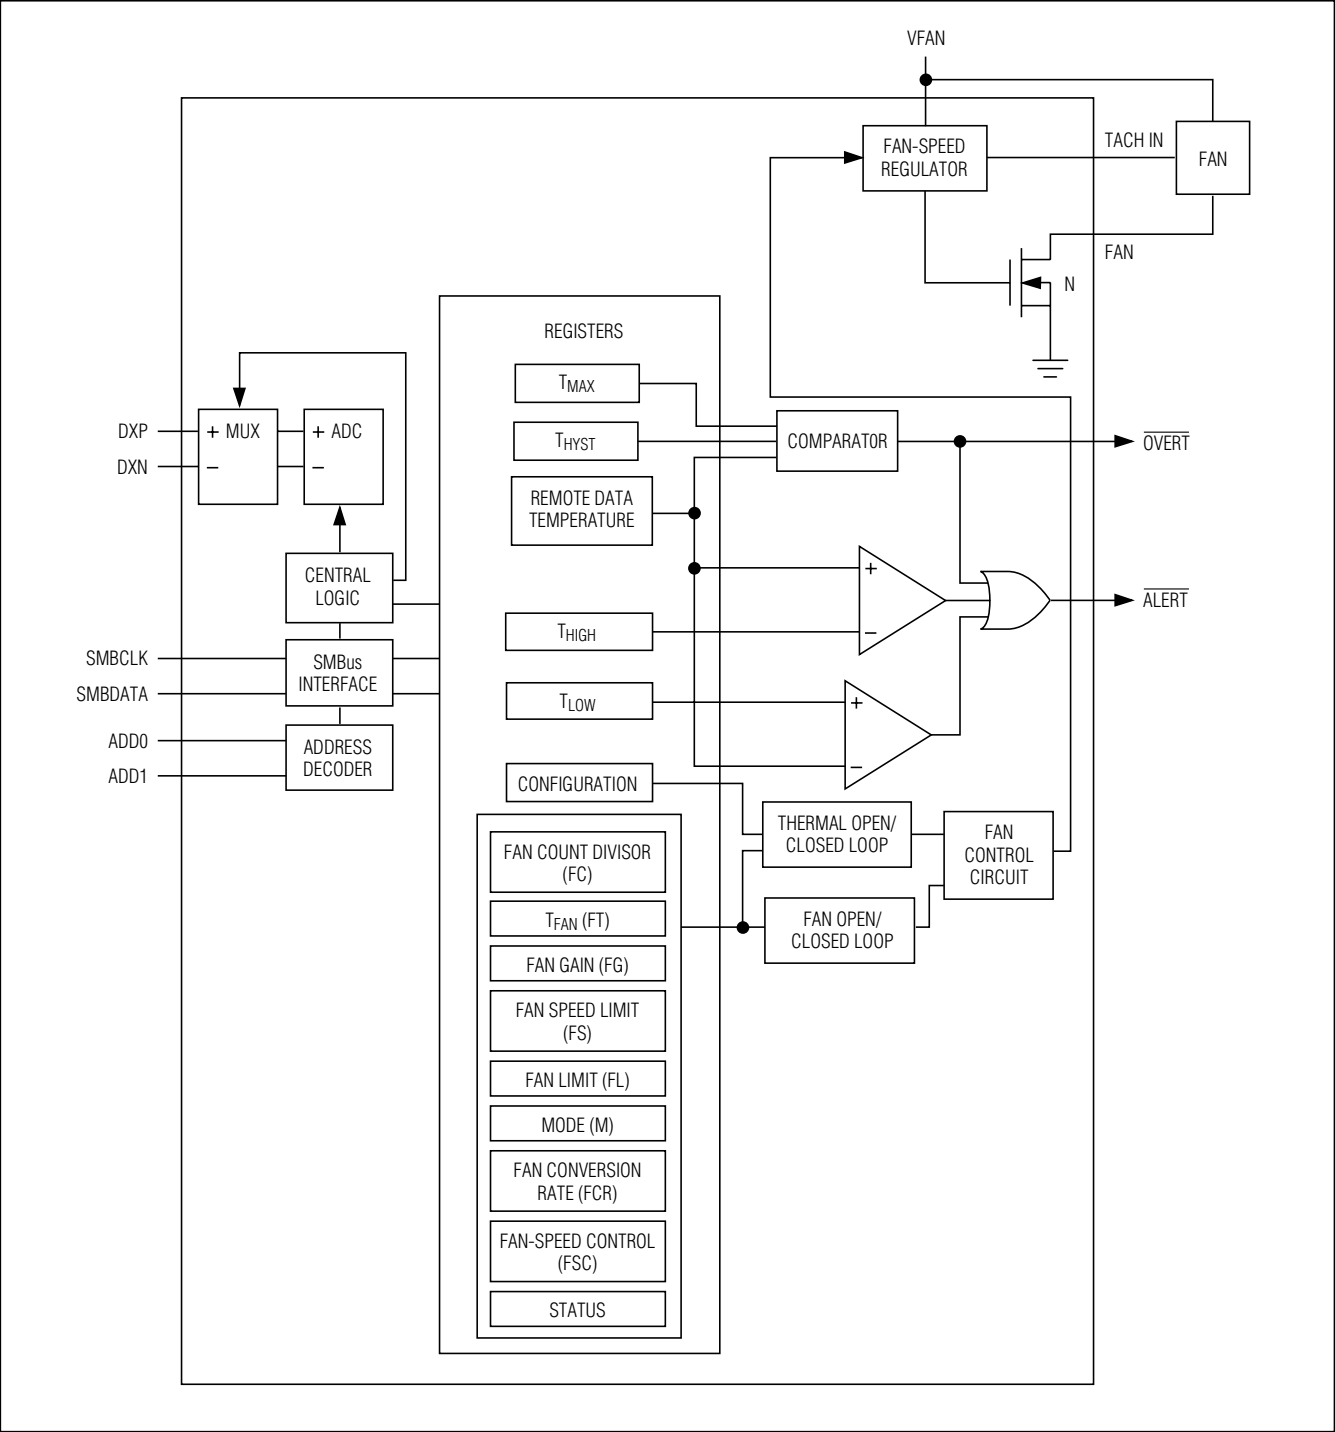 VFAN
FAN-SPEED
REGULATOR
TACH IN
FAN
FAN
N
REGISTERS
TMAX
THYST
REMOTE DATA
TEMPERATURE
COMPARATOR
OVERT
DXP
DXN
+ MUX
−
+ ADC
−
CENTRAL
LOGIC
SMBCLK
SMBDATA
SMBus
INTERFACE
ADD0
ADD1
ADDRESS
DECODER
+
−
ALERT
THIGH
TLOW
+
−
CONFIGURATION
THERMAL OPEN/
CLOSED LOOP
FAN
CONTROL
CIRCUIT
FAN OPEN/
CLOSED LOOP
FAN COUNT DIVISOR
(FC)
TFAN (FT)
FAN GAIN (FG)
FAN SPEED LIMIT
(FS)
FAN LIMIT (FL)
MODE (M)
FAN CONVERSION
RATE (FCR)
FAN-SPEED CONTROL
(FSC)
STATUS